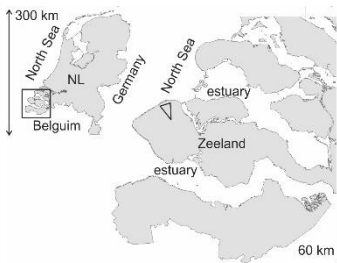 300 km
North Sea
NL
Germany
Belguim
North Sea
estuary
Zeeland
estuary
60 km